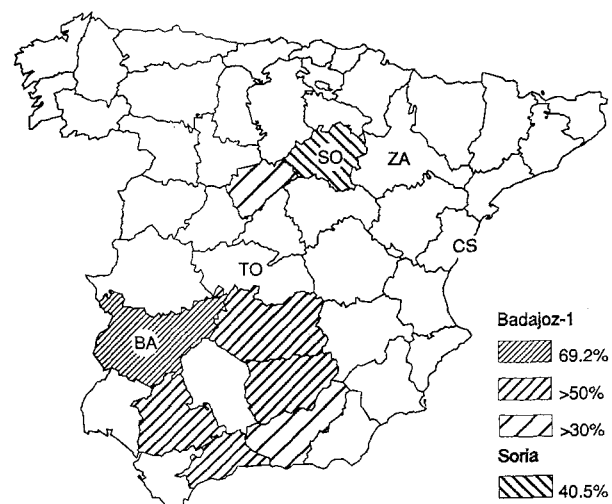 SO
ZA
CS
TO
BA
Badajoz-1
69.2%
>50%
>30%
Soria
40.5%